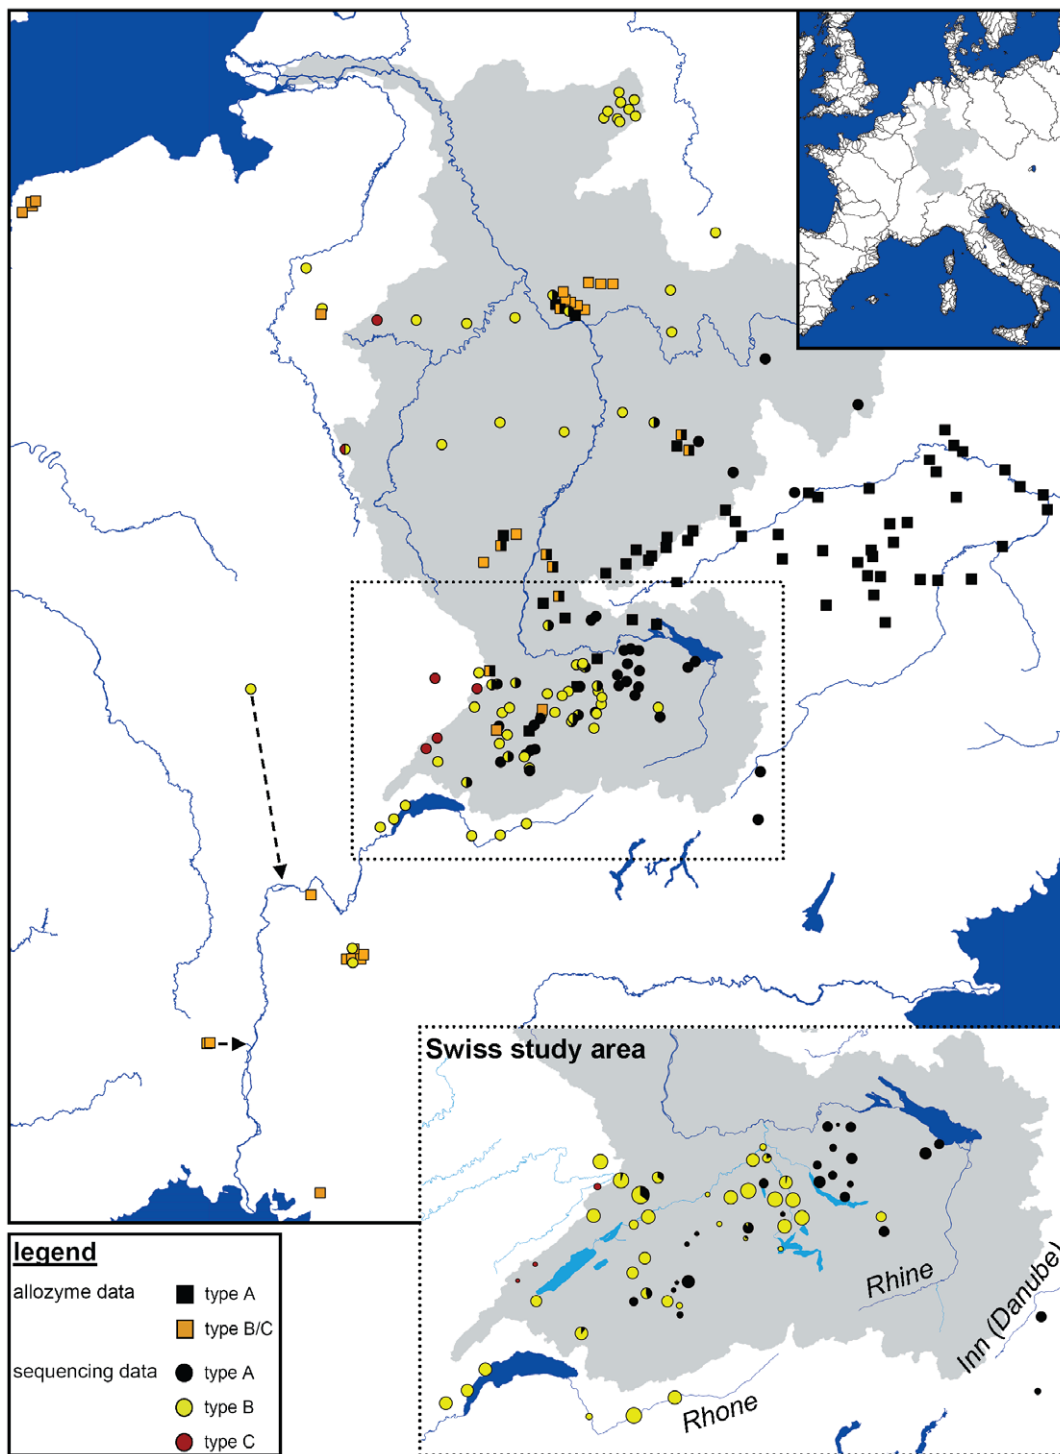 Swiss study area
Rhine
Inn (Danube)
Rhone
legend
allozyme data
type A
type B/C
sequencing data
type A
type B
type C